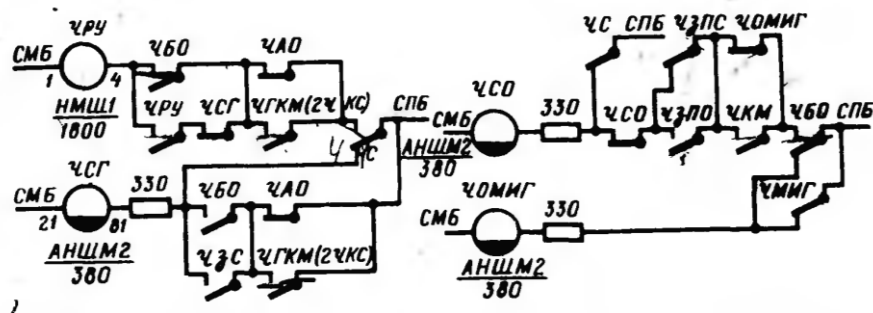 ЧРУ
СМБ
1
4
НМШ1
1800
ЧБО
ЧАО
ЧРУ
ЧСГ
ЧГКМ(2ЧКС)
СПБ
ЧС
ЧСГ
СМБ
21
81
330
АНШМ2
380
ЧБО
ЧАО
ЧЗС
ЧГКМ(2ЧКС)
ЧС
СПБ
ЧЗПС
ЧОМИГ
ЧСО
СМБ
330
АНШМ2
380
ЧСО
ЧЗПО
ЧКМ
ЧБО
СПБ
ЧОМИГ
СМБ
330
АНШМ2
380
ЧМИГ
)